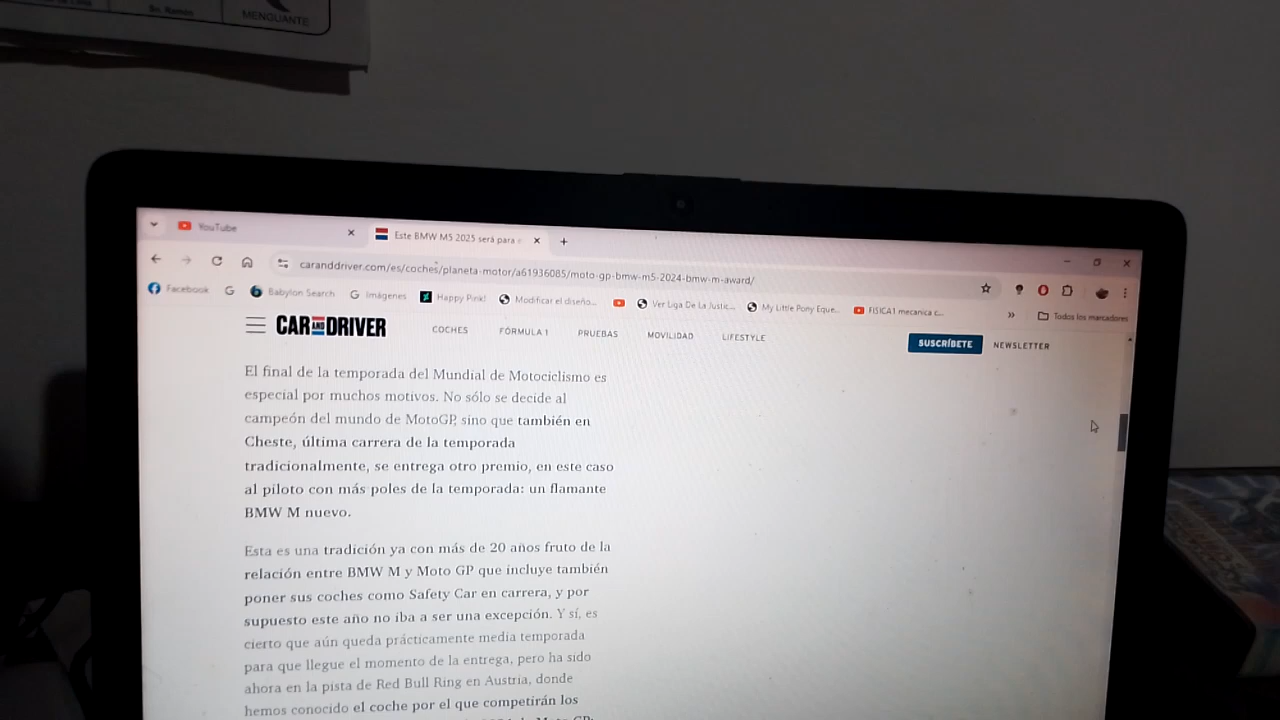 Sn. Ramón
MENGUANTE
YouTube
Este BMW M5 2025 será para
caranddriver.com/es/coches/planeta-motor/a61936085/moto-gp-bmw-m5-2024-bmw-m-award/
Facebook
Babylon Search
Imágenes
Happy Pink!
Modificar el diseño...
Ver Liga De La Justic...
My Little Pony Eque...
FISICA1 mecanica c...
Todos los marcadores
CAR AND DRIVER
COCHES
FÓRMULA 1
PRUEBAS
MOVILIDAD
LIFESTYLE
SUSCRÍBETE
NEWSLETTER
El final de la temporada del Mundial de Motociclismo es
especial por muchos motivos. No sólo se decide al
campeón del mundo de MotoGP, sino que también en
Cheste, última carrera de la temporada
tradicionalmente, se entrega otro premio, en este caso
al piloto con más poles de la temporada: un flamante
BMW M nuevo.
Esta es una tradición ya con más de 20 años fruto de la
relación entre BMW M y Moto GP que incluye también
poner sus coches como Safety Car en carrera, y por
supuesto este año no iba a ser una excepción. Y sí, es
cierto que aún queda prácticamente media temporada
para que llegue el momento de la entrega, pero ha sido
ahora en la pista de Red Bull Ring en Austria, donde
hemos conocido el coche por el que competirán los